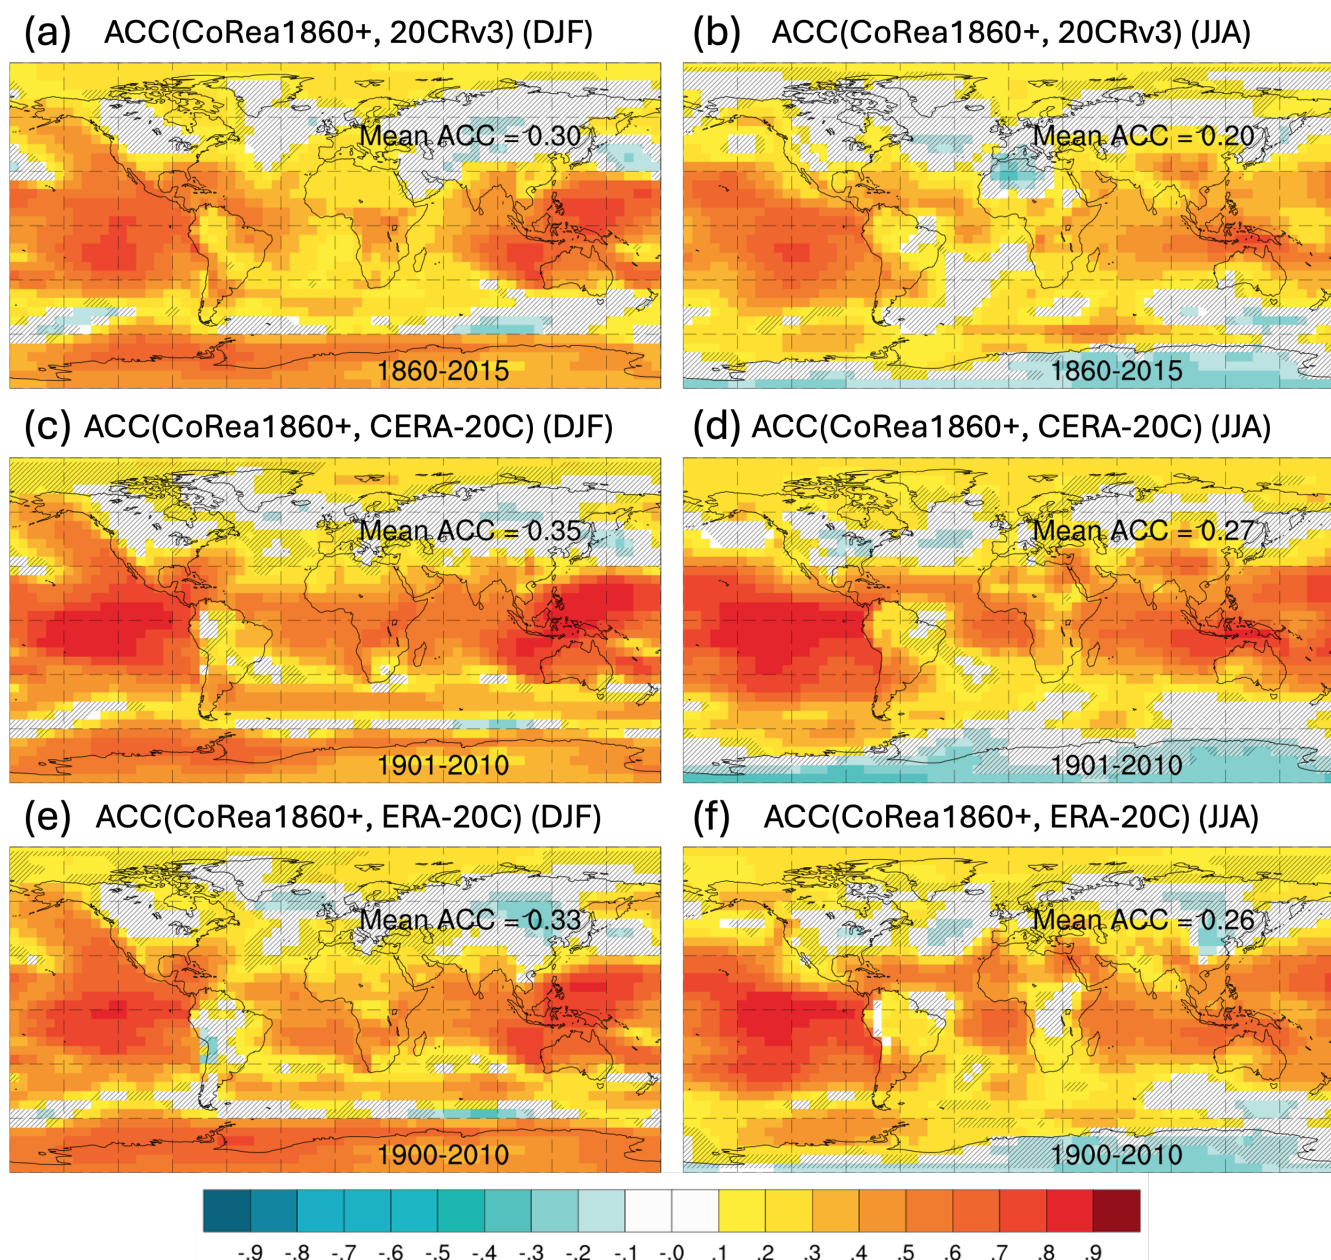 (a) ACC(CoRea1860+, 20CRv3) (DJF)
Mean ACC = 0.30
1860-2015
(b) ACC(CoRea1860+, 20CRv3) (JJA)
Mean ACC = 0.20
1860-2015
(c) ACC(CoRea1860+, CERA-20C) (DJF)
Mean ACC = 0.35
1901-2010
(d) ACC(CoRea1860+, CERA-20C) (JJA)
Mean ACC = 0.27
1901-2010
(e) ACC(CoRea1860+, ERA-20C) (DJF)
Mean ACC = 0.33
1900-2010
(f) ACC(CoRea1860+, ERA-20C) (JJA)
Mean ACC = 0.26
1900-2010
-.9 -.8 -.7 -.6 -.5 -.4 -.3 -.2 -.1 -.0 .1 .2 .3 .4 .5 .6 .7 .8 .9